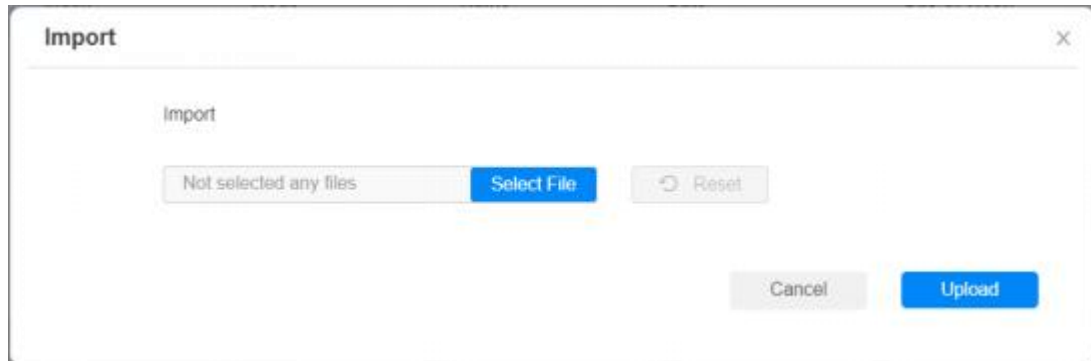 Import
Import
Not selected any files
Select File
Reset
Cancel
Upload